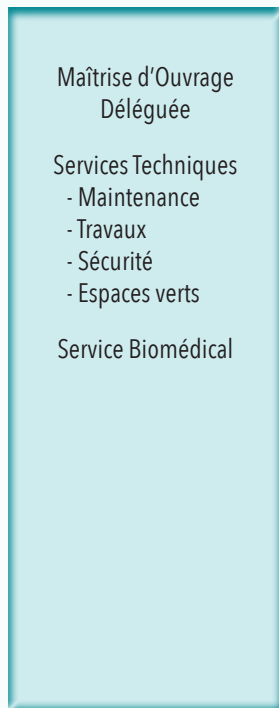 Maîtrise d'Ouvrage
Déléguée
Services Techniques
- Maintenance
- Travaux
- Sécurité
- Espaces verts
Service Biomédical